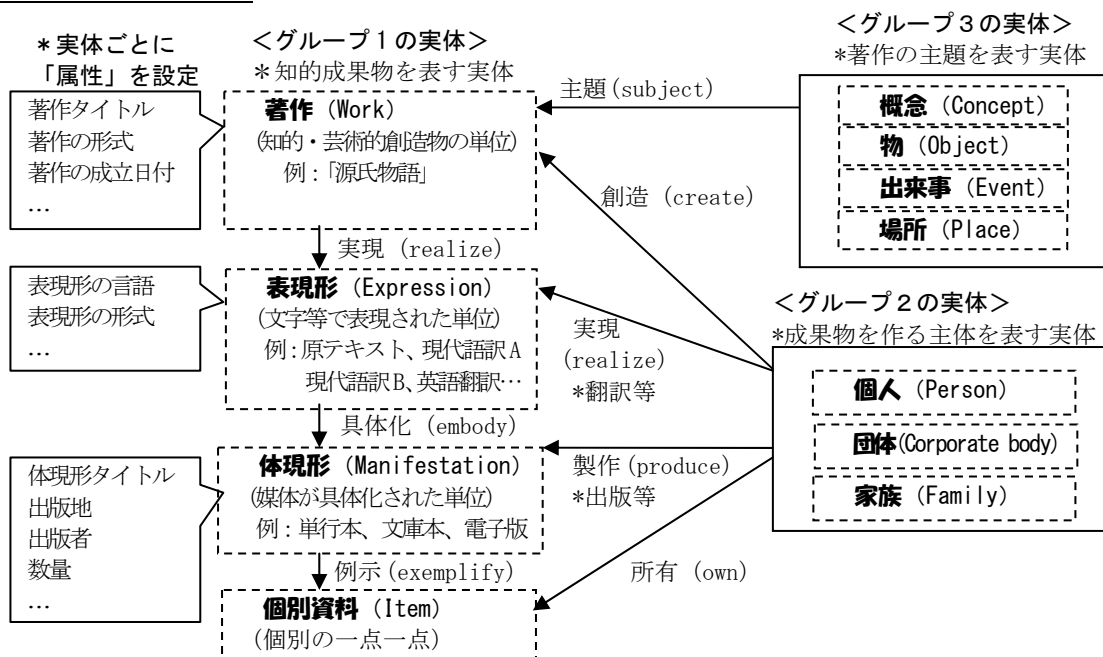 ＊実体ごとに
「属性」を設定
著作タイトル
著作の形式
著作の成立日付
…
表現形の言語
表現形の形式
…
体現形タイトル
出版地
出版者
数量
…
＜グループ１の実体＞
＊知的成果物を表す実体
著作（Work）
(知的・芸術的創造物の単位)
例：「源氏物語」
実現（realize）
表現形（Expression）
(文字等で表現された単位)
例：原テキスト、現代語訳A
現代語訳B、英語翻訳…
具体化（embody）
体現形（Manifestation）
(媒体が具体化された単位)
例：単行本、文庫本、電子版
例示(exemplify)
個別資料（Item）
（個別の一点一点）
主題(subject)
創造（create）
実現
(realize)
*翻訳等
製作(produce)
*出版等
所有（own）
＜グループ３の実体＞
*著作の主題を表す実体
概念（Concept）
物（Object）
出来事（Event）
場所（Place）
＜グループ２の実体＞
*成果物を作る主体を表す実体
個人（Person）
団体(Corporate body)
家族（Family）